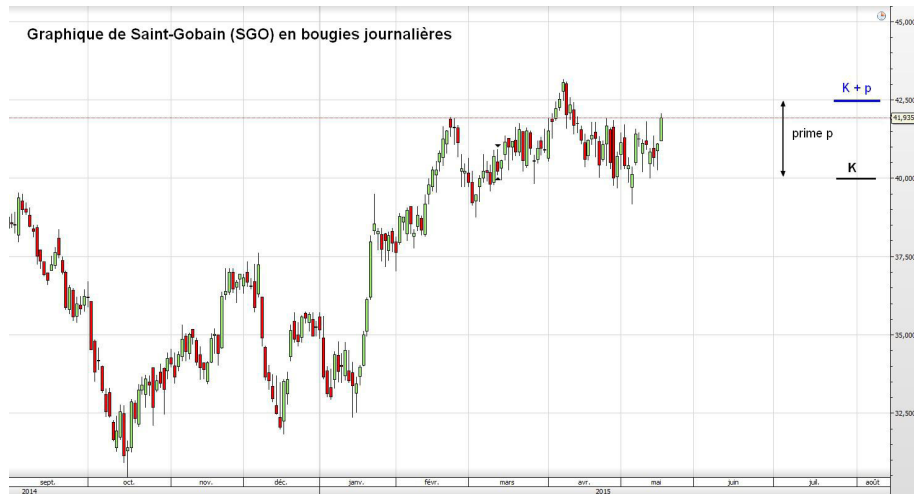 Graphique de Saint-Gobain (SGO) en bougies journalières
45,000
K + p
42,500
41,935
prime p
K
40,000
37,500
35,000
32,500
sept. oct. nov. déc. janv. févr. mars avr. mai juin juil. août
2014 2015